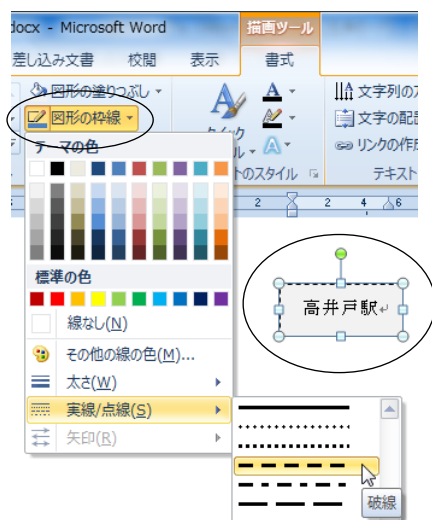 docx - Microsoft Word 描画ツール
差し込み文書 校閲 表示 書式
図形の塗りつぶし
図形の枠線
A A
文字列の
文字の配
リンクの作成
トのスタイル
テキスト
2 2 4 6
テーマの色
標準の色
線なし(N)
その他の線の色(M)...
太さ(W)
実線/点線(S)
矢印(R)
高井戸駅
破線